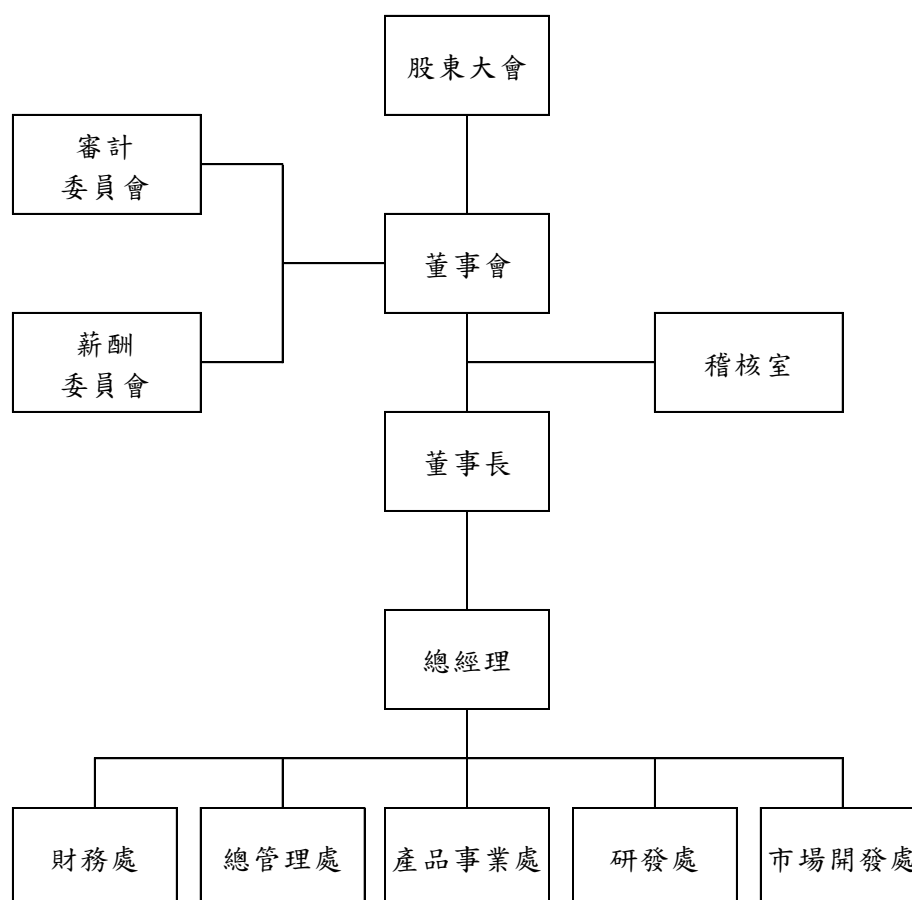 股東大會
審計
委員會
董事會
薪酬
委員會
稽核室
董事長
總經理
財務處
總管理處
產品事業處
研發處
市場開發處